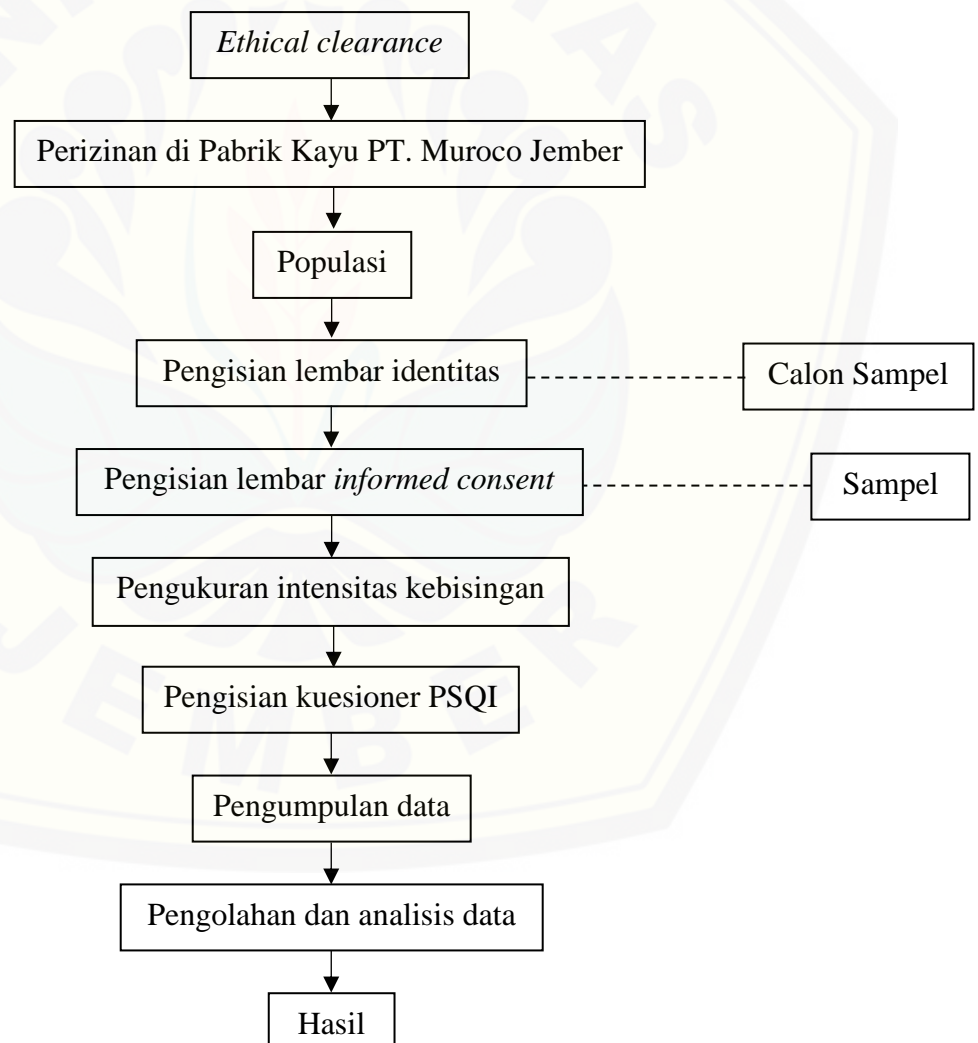 Ethical clearance
Perizinan di Pabrik Kayu PT. Muroco Jember
Populasi
Pengisian lembar identitas
Calon Sampel
Pengisian lembar informed consent
Sampel
Pengukuran intensitas kebisingan
Pengisian kuesioner PSQI
Pengumpulan data
Pengolahan dan analisis data
Hasil
JEMBER